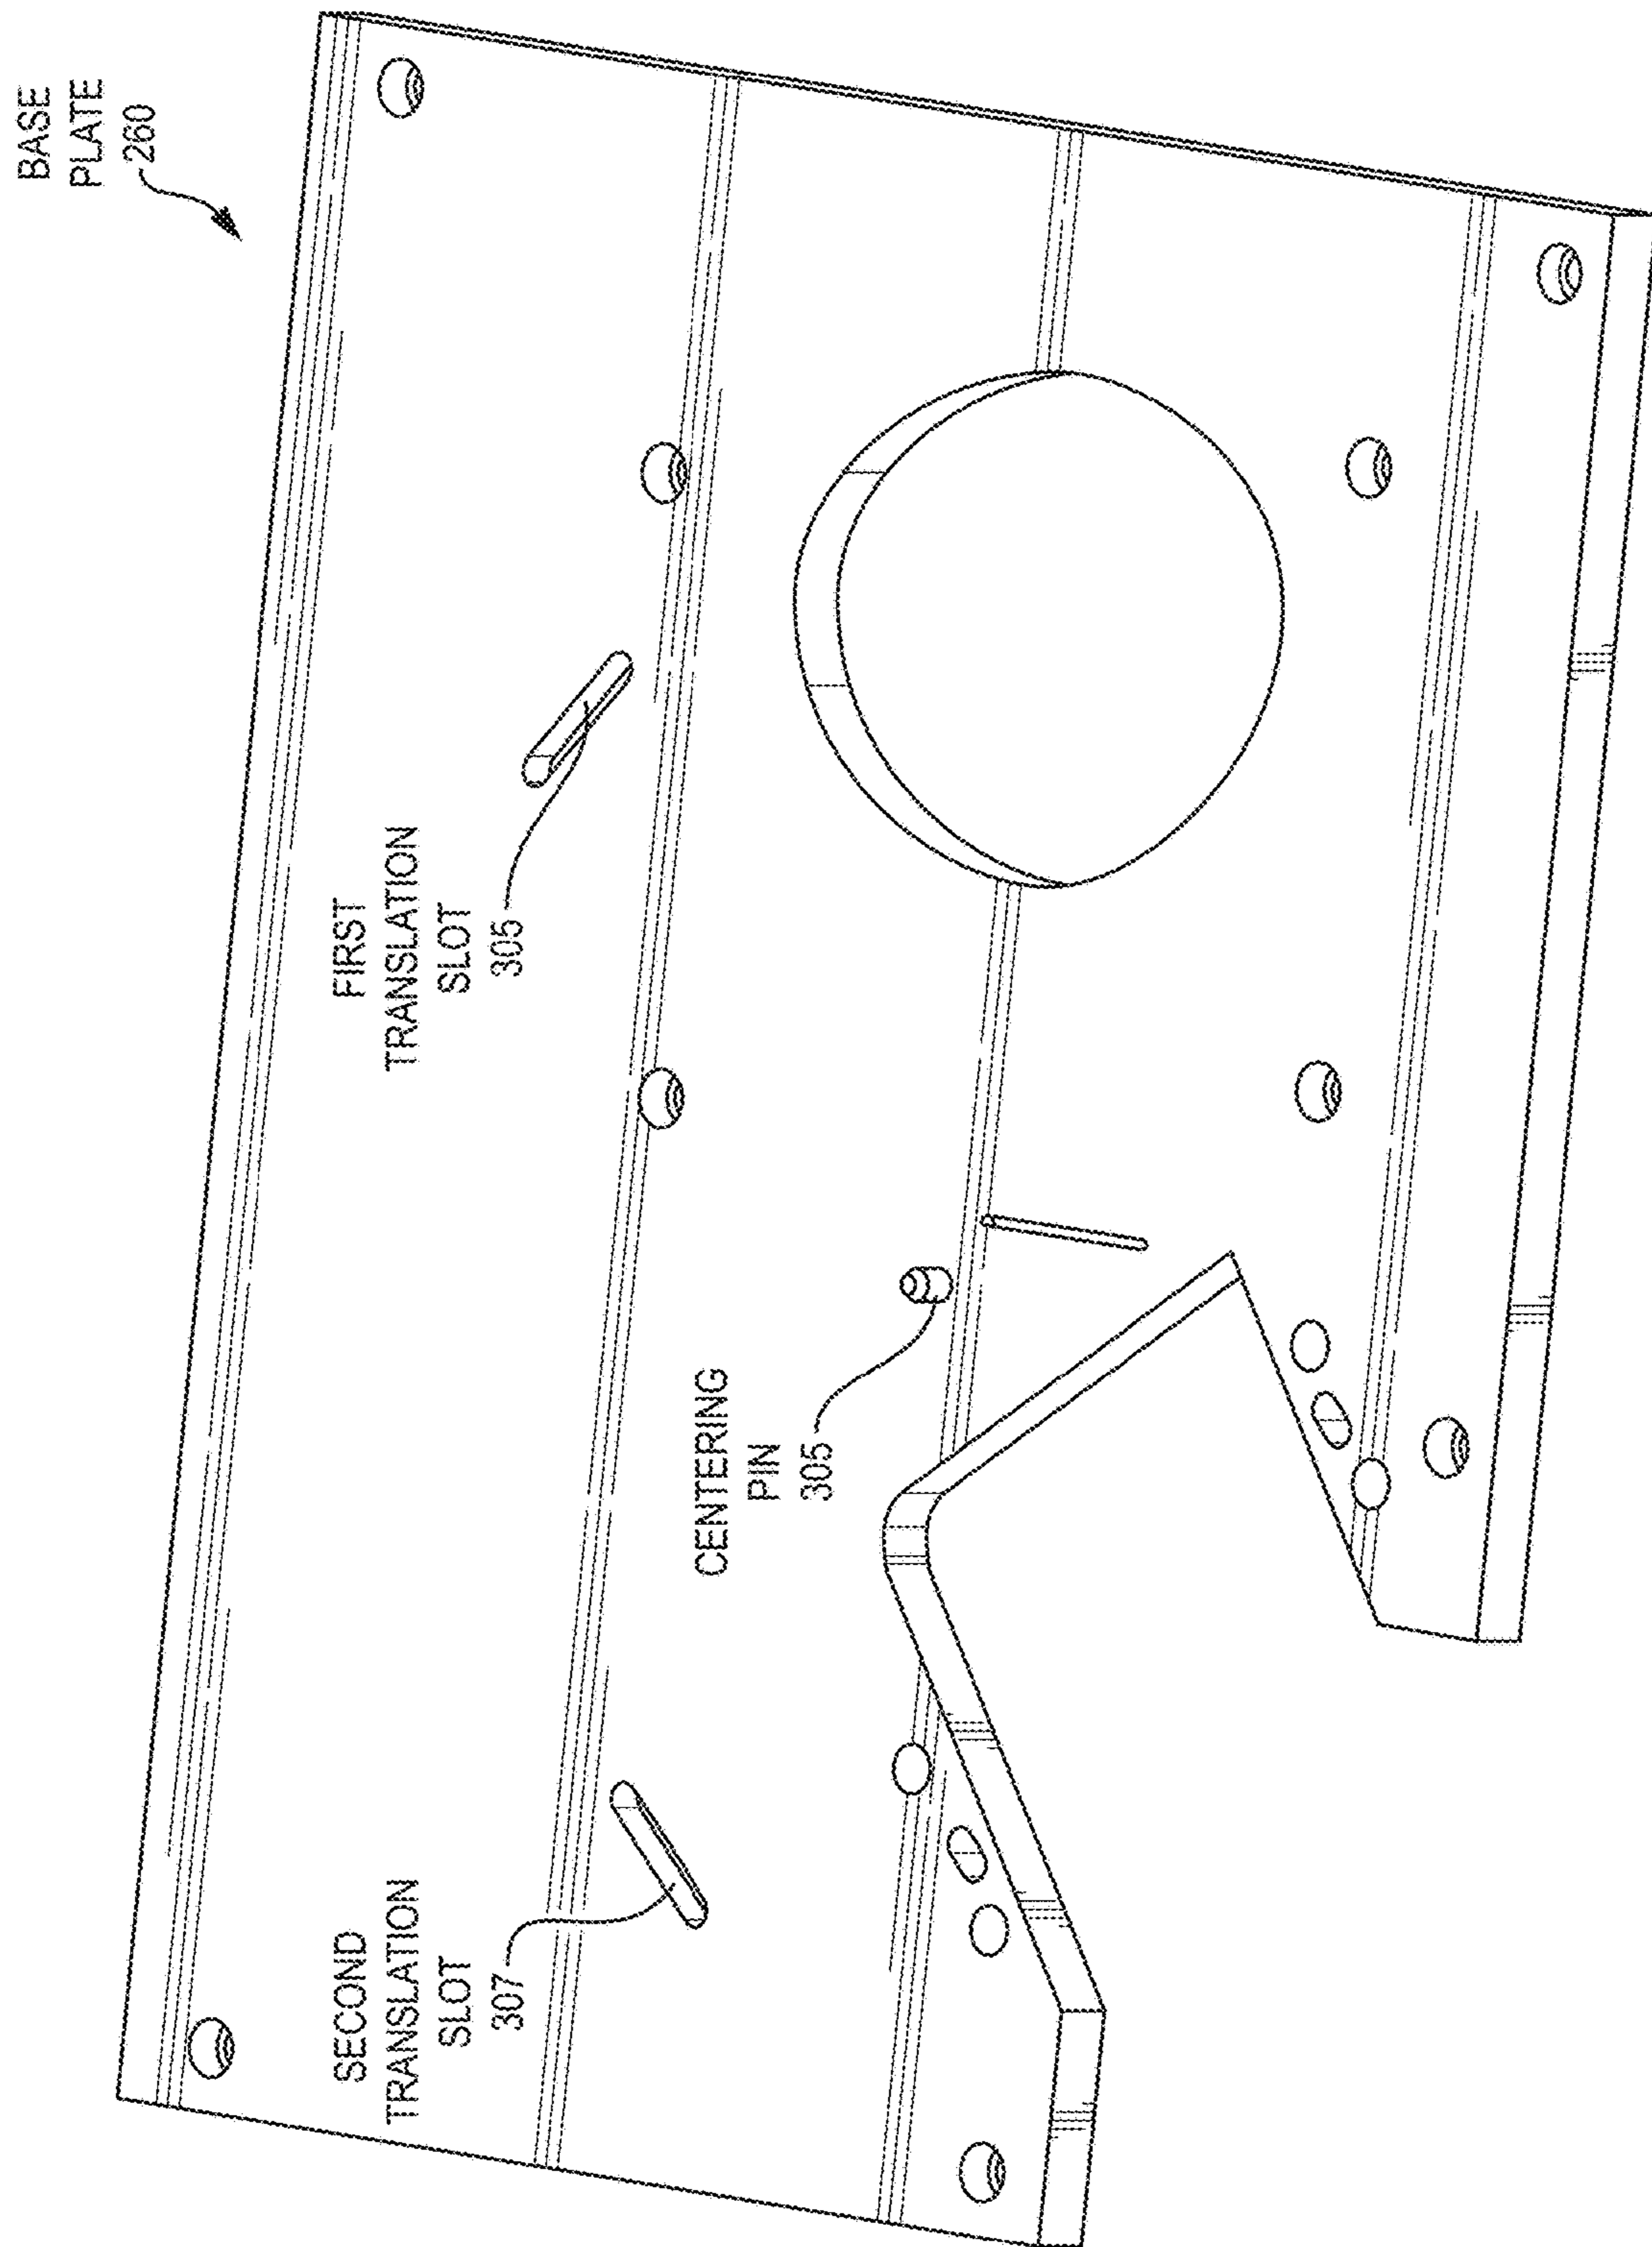 BASE
PLATE
260
FIRST
TRANSLATION
SLOT
305
CENTERING
PIN
305
SECOND
TRANSLATION
SLOT
307